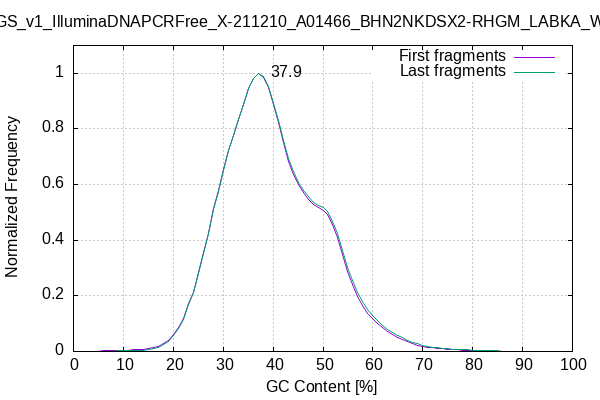 GS_v1_IlluminaDNAPCRFree_X-211210_A01466_BHN2NKDSX2-RHGM_LABKA_W
First fragments
Last fragments
37.9
1
0.8
0.6
0.4
0.2
0
Normalized Frequency
0 10 20 30 40 50 60 70 80 90 100
GC Content [%]